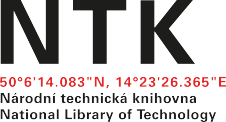 NTK
50°6'14.083"N, 14°23'26.365"E
Národní technická knihovna
National Library of Technology